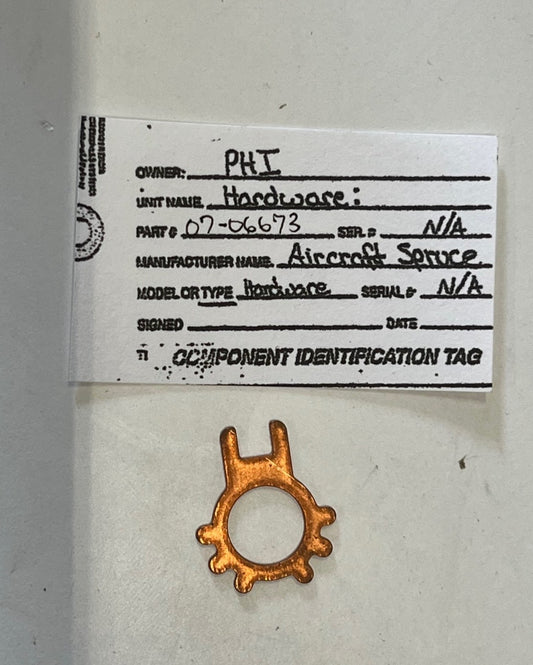 OWNER: PHI
UNIT NAME Hardware:
PART # 07-06673 SER. # N/A
MANUFACTURER NAME Aircraft Spruce
MODEL OR TYPE Hardware SERIAL # N/A
SIGNED DATE
COMPONENT IDENTIFICATION TAG